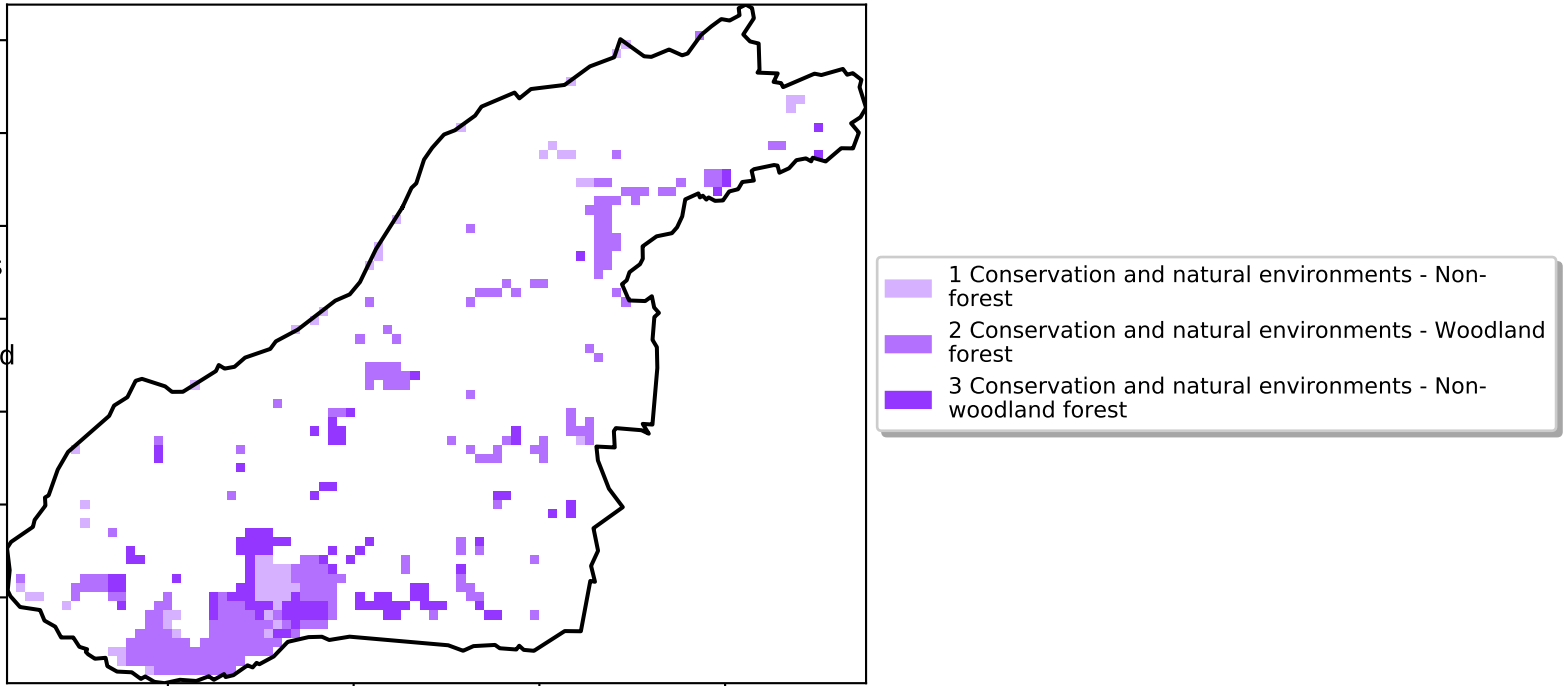 d
1 Conservation and natural environments - Non-
forest
2 Conservation and natural environments - Woodland
forest
3 Conservation and natural environments - Non-
woodland forest